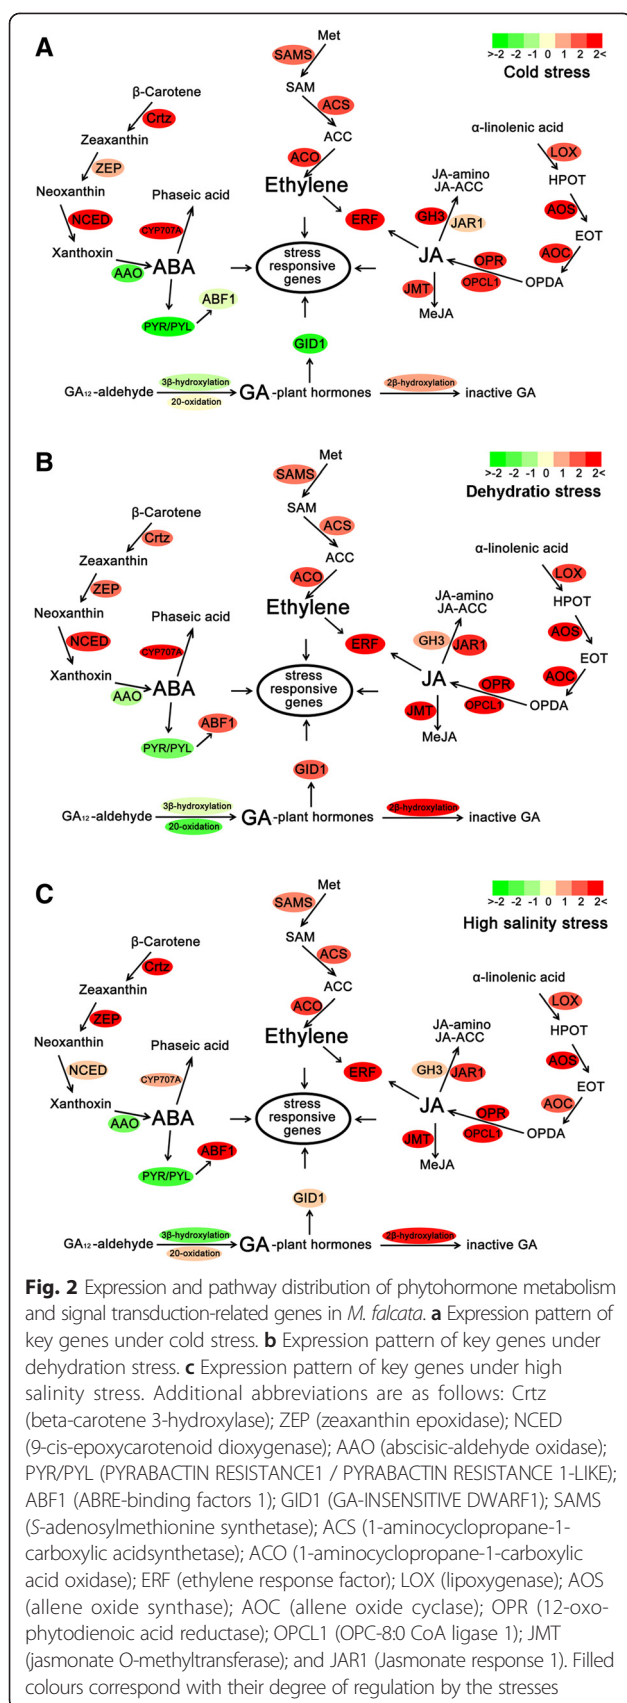 A
Met
SAMS
SAM
ACS
ACC
ACO
Ethylene
ERF
>-2 -2 -1 0 1 2 2<
Cold stress
β-Carotene
Crtz
Zeaxanthin
ZEP
Neoxanthin
NCED
Phaseic acid
CYP707A
Xanthoxin
AAO
ABA
PYR/PYL
ABF1
stress
responsive
genes
α-linolenic acid
LOX
HPOT
AOS
EOT
AOC
OPDA
OPR
OPCL1
JA
JA-amino
JA-ACC
GH3
JAR1
JMT
MeJA
GID1
GA12-aldehyde
3β-hydroxylation
20-oxidation
GA-plant hormones
2β-hydroxylation
inactive GA
B
Met
SAMS
SAM
ACS
ACC
ACO
Ethylene
ERF
>-2 -2 -1 0 1 2 2<
Dehydratio stress
β-Carotene
Crtz
Zeaxanthin
ZEP
Neoxanthin
NCED
Phaseic acid
CYP707A
Xanthoxin
AAO
ABA
PYR/PYL
ABF1
stress
responsive
genes
α-linolenic acid
LOX
HPOT
AOS
EOT
AOC
OPDA
OPR
OPCL1
JA
JA-amino
JA-ACC
GH3
JAR1
JMT
MeJA
GID1
GA12-aldehyde
3β-hydroxylation
20-oxidation
GA-plant hormones
2β-hydroxylation
inactive GA
C
Met
SAMS
SAM
ACS
ACC
ACO
Ethylene
ERF
>-2 -2 -1 0 1 2 2<
High salinity stress
β-Carotene
Crtz
Zeaxanthin
ZEP
Neoxanthin
NCED
Phaseic acid
CYP707A
Xanthoxin
AAO
ABA
PYR/PYL
ABF1
stress
responsive
genes
α-linolenic acid
LOX
HPOT
AOS
EOT
AOC
OPDA
OPR
OPCL1
JA
JA-amino
JA-ACC
GH3
JAR1
JMT
MeJA
GID1
GA12-aldehyde
3β-hydroxylation
20-oxidation
GA-plant hormones
2β-hydroxylation
inactive GA
Fig. 2 Expression and pathway distribution of phytohormone metabolism
and signal transduction-related genes in M. falcata. a Expression pattern of
key genes under cold stress. b Expression pattern of key genes under
dehydration stress. c Expression pattern of key genes under high
salinity stress. Additional abbreviations are as follows: Crtz
(beta-carotene 3-hydroxylase); ZEP (zeaxanthin epoxidase); NCED
(9-cis-epoxycarotenoid dioxygenase); AAO (abscisic-aldehyde oxidase);
PYR/PYL (PYRABACTIN RESISTANCE1 / PYRABACTIN RESISTANCE 1-LIKE);
ABF1 (ABRE-binding factors 1); GID1 (GA-INSENSITIVE DWARF1); SAMS
(S-adenosylmethionine synthetase); ACS (1-aminocyclopropane-1-
carboxylic acidsynthetase); ACO (1-aminocyclopropane-1-carboxylic
acid oxidase); ERF (ethylene response factor); LOX (lipoxygenase); AOS
(allene oxide synthase); AOC (allene oxide cyclase); OPR (12-oxo-
phytodienoic acid reductase); OPCL1 (OPC-8:0 CoA ligase 1); JMT
(jasmonate O-methyltransferase); and JAR1 (Jasmonate response 1). Filled
colours correspond with their degree of regulation by the stresses